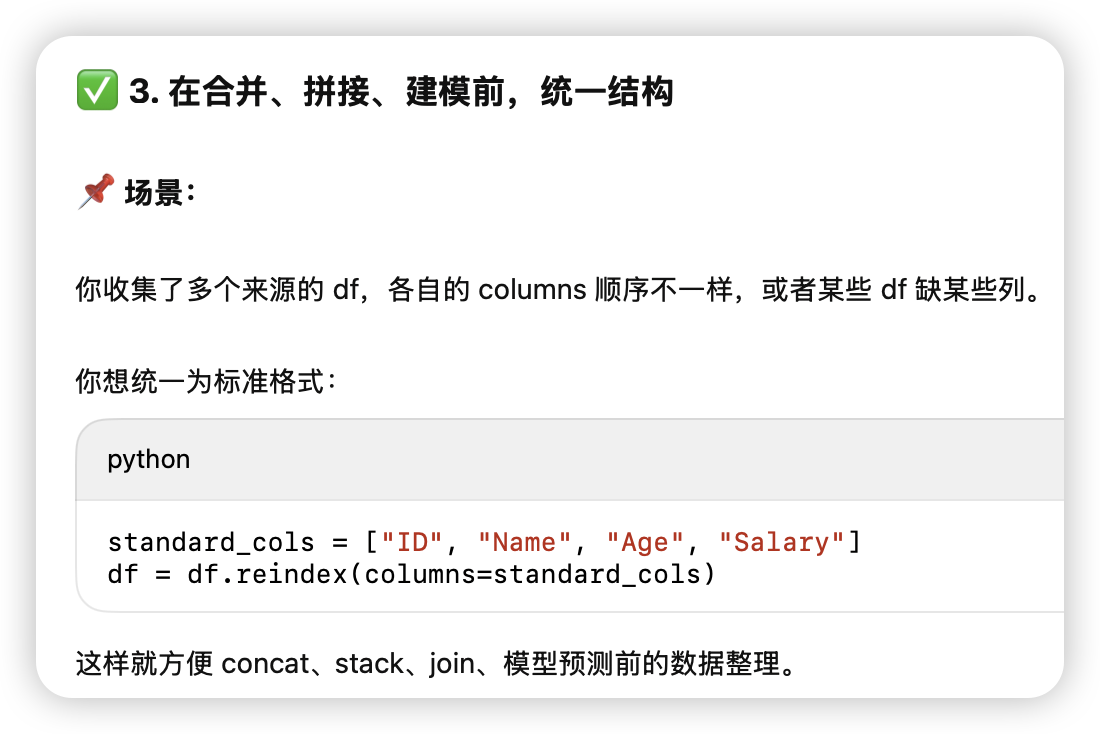 ✅ 3. 在合并、拼接、建模前，统一结构
📌 场景：
你收集了多个来源的 df，各自的 columns 顺序不一样，或者某些 df 缺某些列。
你想统一为标准格式：
python
standard_cols = ["ID", "Name", "Age", "Salary"]
df = df.reindex(columns=standard_cols)
这样就方便 concat、stack、join、模型预测前的数据整理。